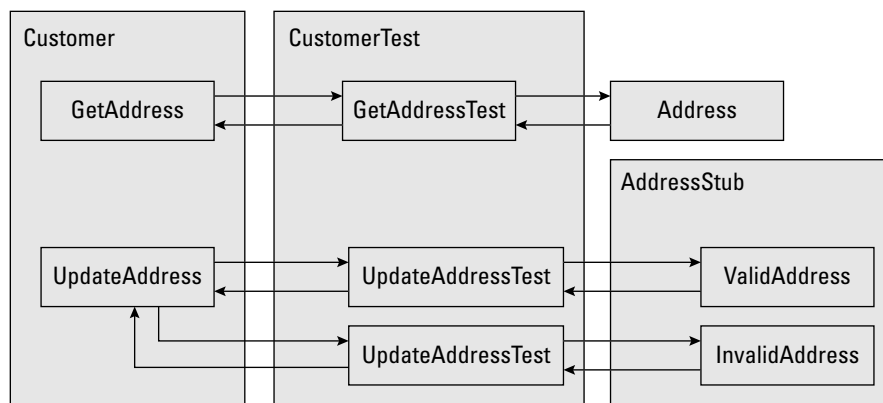 Customer
CustomerTest
GetAddress
GetAddressTest
Address
AddressStub
UpdateAddress
UpdateAddressTest
ValidAddress
UpdateAddressTest
InvalidAddress